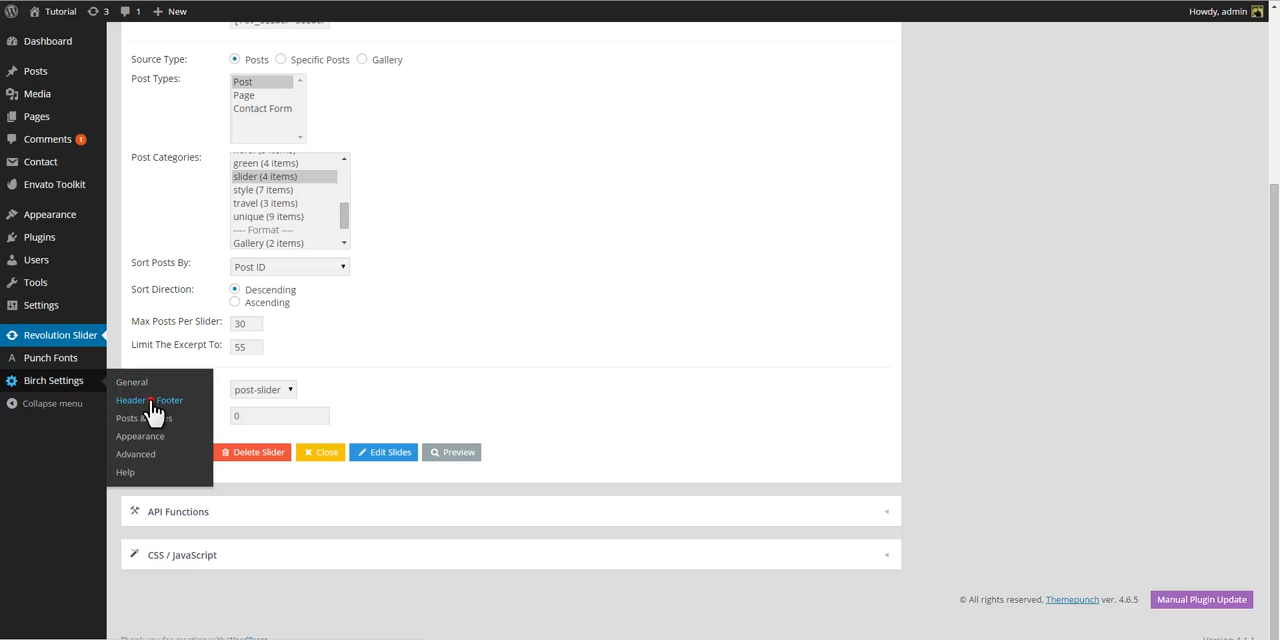 Tutorial 3 1 New Howdy, admin
Dashboard
Posts
Media
Pages
Comments 1
Contact
Envato Toolkit
Appearance
Plugins
Users
Tools
Settings
Revolution Slider
Punch Fonts
Birch Settings
Collapse menu
General
Header Footer
Posts &
Appearance
Advanced
Help
Source Type: Posts Specific Posts Gallery
Post Types:
Post
Page
Contact Form
Post Categories:
green (4 items)
slider (4 items)
style (7 items)
travel (3 items)
unique (9 items)
---- Format ----
Gallery (2 items)
Sort Posts By: Post ID
Sort Direction: Descending
Ascending
Max Posts Per Slider: 30
Limit The Excerpt To: 55
post-slider
0
Delete Slider Close Edit Slides Preview
API Functions
CSS / JavaScript
© All rights reserved, Themepunch ver. 4.6.5 Manual Plugin Update